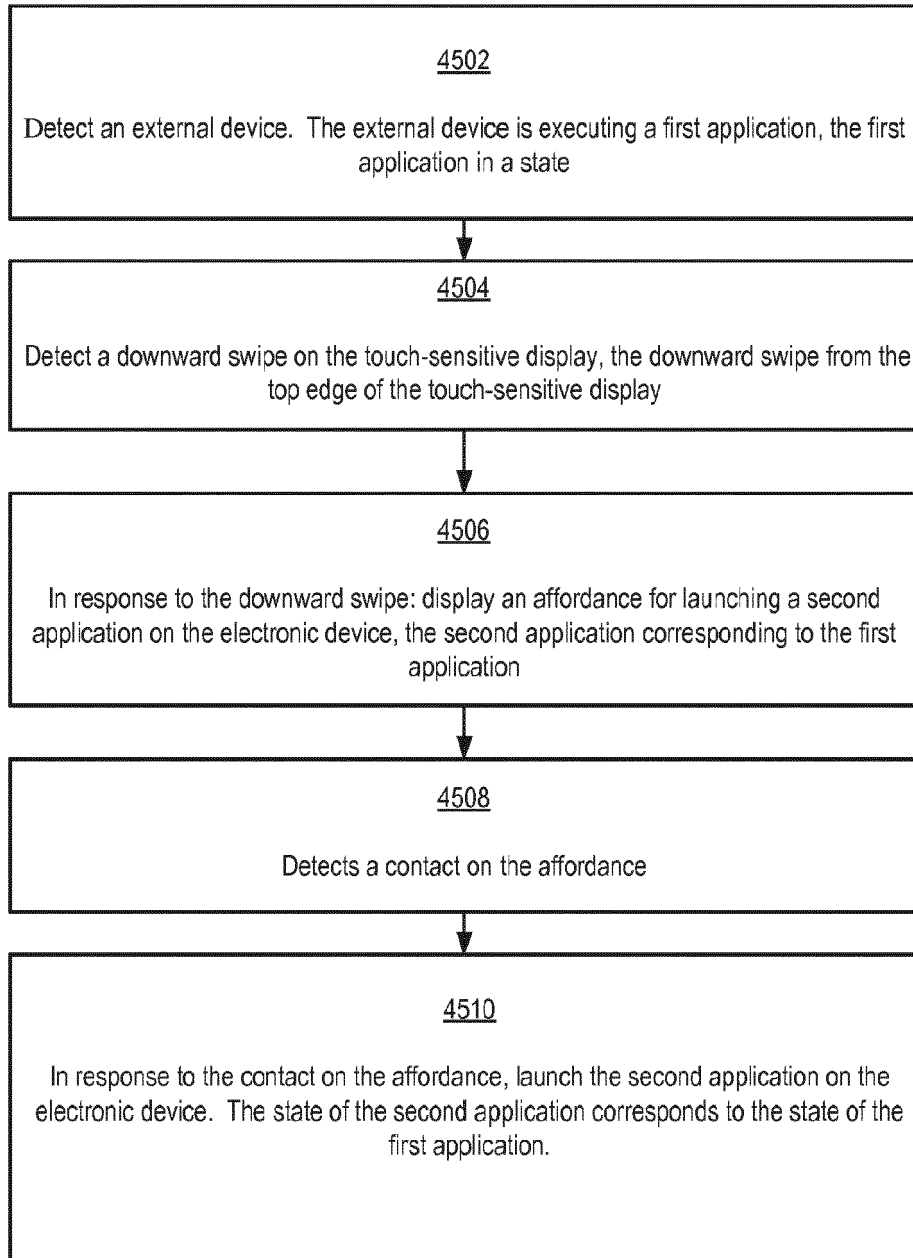 4502
Detect an external device. The external device is executing a first application, the first
application in a state
4504
Detect a downward swipe on the touch-sensitive display, the downward swipe from the
top edge of the touch-sensitive display
4506
In response to the downward swipe: display an affordance for launching a second
application on the electronic device, the second application corresponding to the first
application
4508
Detects a contact on the affordance
4510
In response to the contact on the affordance, launch the second application on the
electronic device. The state of the second application corresponds to the state of the
first application.